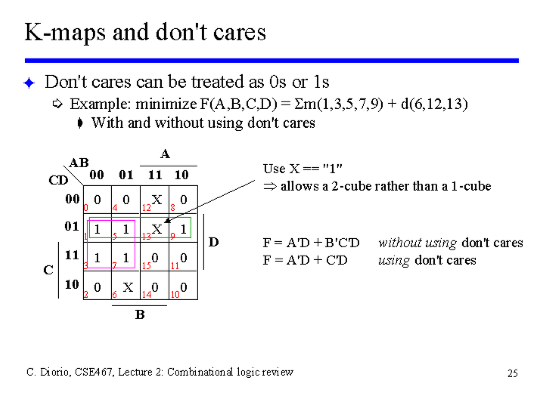 K-maps and don't cares
✦ Don't cares can be treated as 0s or 1s
➪ Example: minimize F(A,B,C,D) = Σm(1,3,5,7,9) + d(6,12,13)
With and without using don't cares
A
AB
00 01 11 10
CD
00 0 0 0 4 12 X 8 0
01 1 1 5 1 13 X 9 1
11 3 1 7 1 15 0 11 0
10 2 0 6 X 14 0 10 0
C
D
B
Use X == "1"
⇒ allows a 2-cube rather than a 1-cube
F = A'D + B'C'D without using don't cares
F = A'D + C'D using don't cares
C. Diorio, CSE467, Lecture 2: Combinational logic review
25